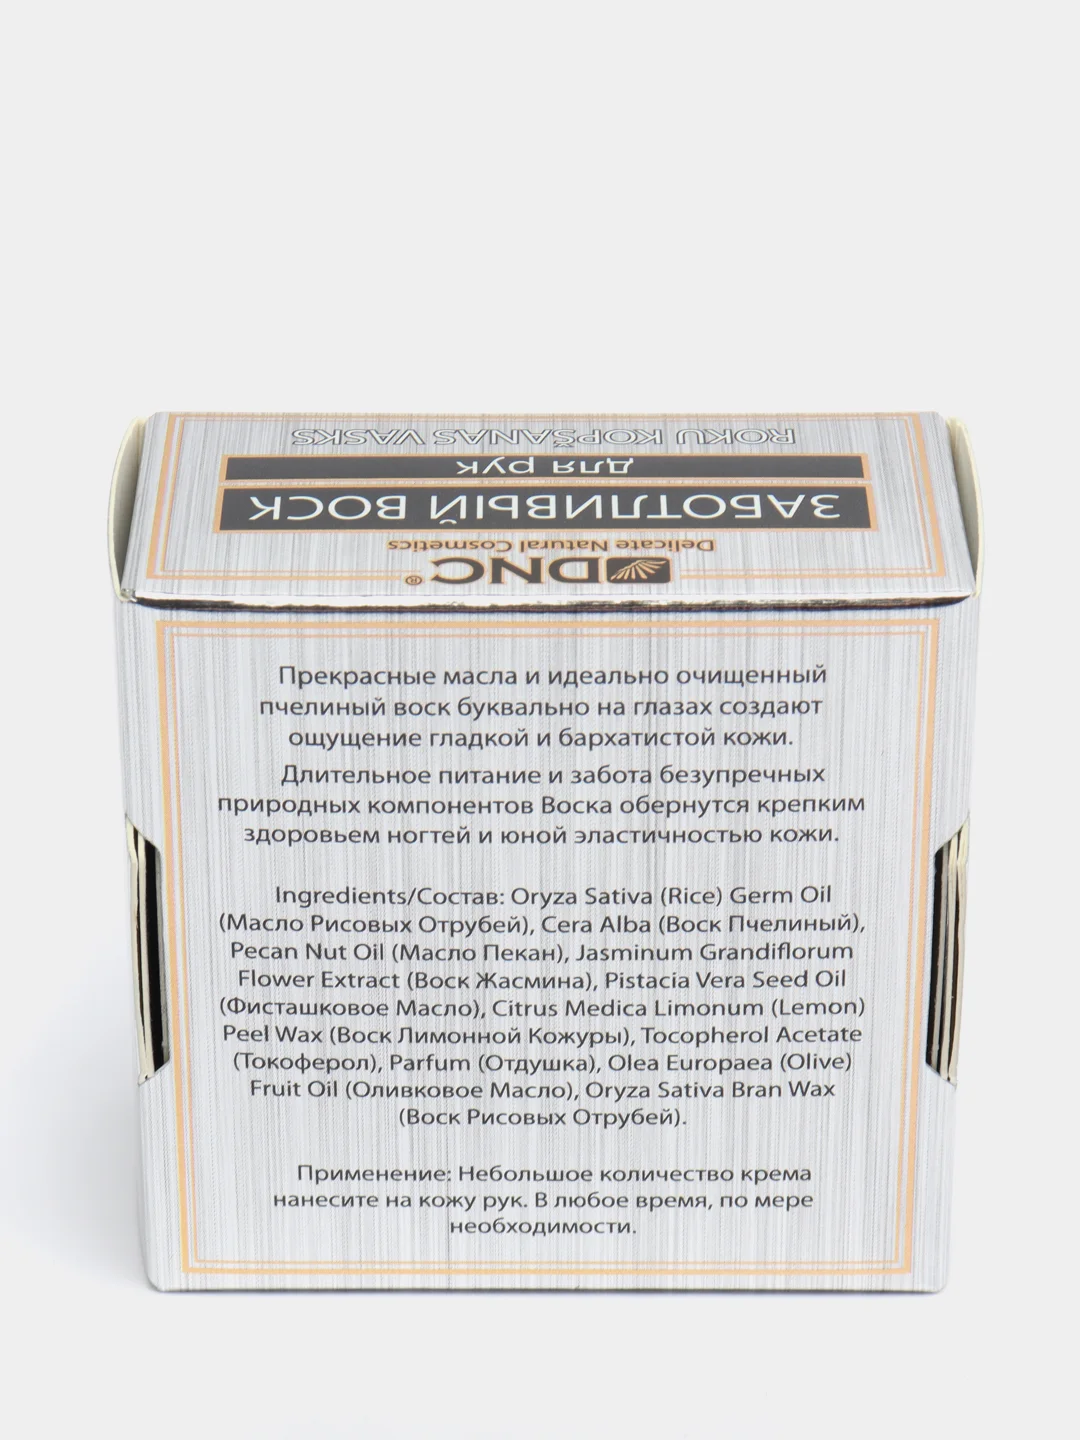 DNC®
Delicate Natural Cosmetics
ЗАБОТЛИВЫЙ ВОСК
для рук
ROKU KOPŠANAS VASKS
Прекрасные масла и идеально очищенный
пчелиный воск буквально на глазах создают
ощущение гладкой и бархатистой кожи.
Длительное питание и забота безупречных
природных компонентов Воска обернутся крепким
здоровьем ногтей и юной эластичностью кожи.
Ingredients/Состав: Oryza Sativa (Rice) Germ Oil
(Масло Рисовых Отрубей), Cera Alba (Воск Пчелиный),
Pecan Nut Oil (Масло Пекан), Jasminum Grandiflorum
Flower Extract (Воск Жасмина), Pistacia Vera Seed Oil
(Фисташковое Масло), Citrus Medica Limonum (Lemon)
Peel Wax (Воск Лимонной Кожуры), Tocopherol Acetate
(Токоферол), Parfum (Отдушка), Olea Europaea (Olive)
Fruit Oil (Оливковое Масло), Oryza Sativa Bran Wax
(Воск Рисовых Отрубей).
Применение: Небольшое количество крема
нанесите на кожу рук. В любое время, по мере
необходимости.